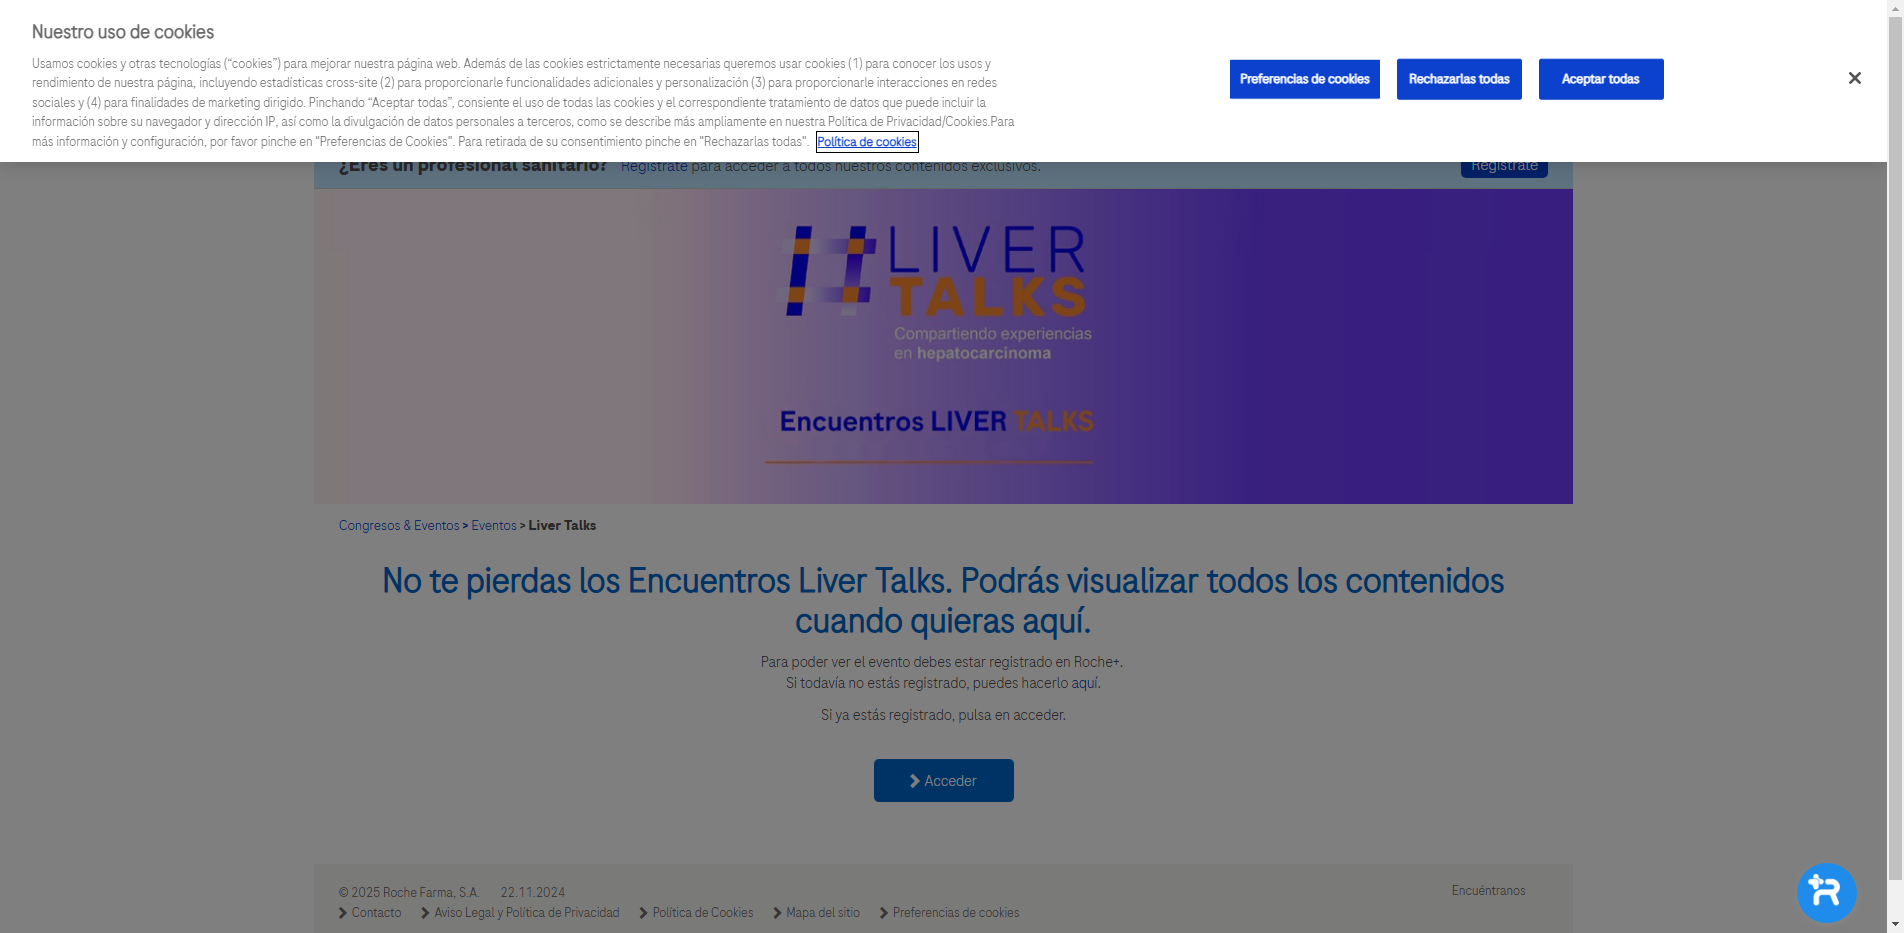 Nuestro uso de cookies
Usamos cookies y otras tecnologías (“cookies”) para mejorar nuestra página web. Además de las cookies estrictamente necesarias queremos usar cookies (1) para conocer los usos y
rendimiento de nuestra página, incluyendo estadísticas cross-site (2) para proporcionarle funcionalidades adicionales y personalización (3) para proporcionarle interacciones en redes
sociales y (4) para finalidades de marketing dirigido. Pinchando “Aceptar todas”, consiente el uso de todas las cookies y el correspondiente tratamiento de datos que puede incluir la
información sobre su navegador y dirección IP, así como la divulgación de datos personales a terceros, como se describe más ampliamente en nuestra Política de Privacidad/Cookies.Para
más información y configuración, por favor pinche en "Preferencias de Cookies". Para retirada de su consentimiento pinche en "Rechazarlas todas". Política de cookies
Preferencias de cookies
Rechazarlas todas
Aceptar todas
¿Eres un profesional sanitario? Regístrate para acceder a todos nuestros contenidos exclusivos.
Regístrate
#LIVER
TALKS
Compartiendo experiencias
en hepatocarcinoma
Encuentros LIVER TALKS
Congresos & Eventos > Eventos > Liver Talks
No te pierdas los Encuentros Liver Talks. Podrás visualizar todos los contenidos
cuando quieras aquí.
Para poder ver el evento debes estar registrado en Roche+.
Si todavía no estás registrado, puedes hacerlo aquí.
Si ya estás registrado, pulsa en acceder.
Acceder
© 2025 Roche Farma, S.A. 22.11.2024
Encuéntranos
Contacto
Aviso Legal y Política de Privacidad
Política de Cookies
Mapa del sitio
Preferencias de cookies